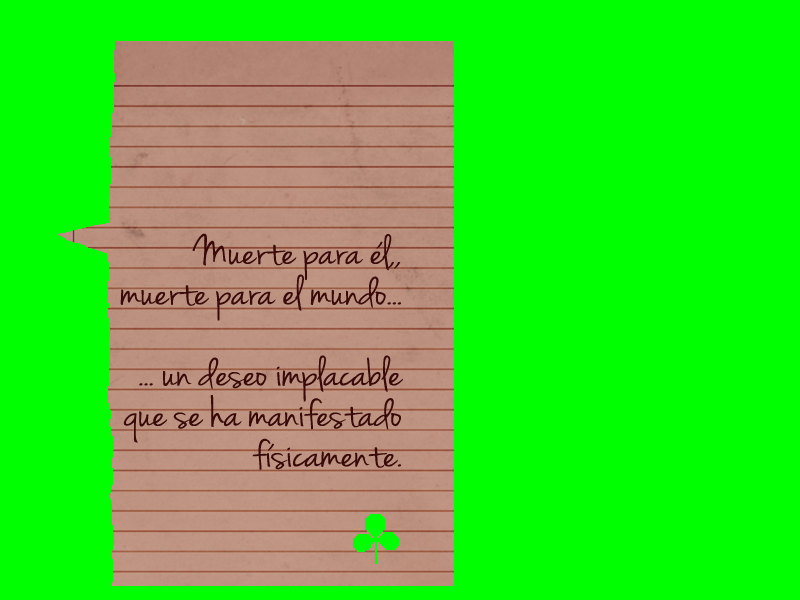 Muerte para él,,
muerte para el mundo...
... un deseo implacable
que se ha manifestado
físicamente.